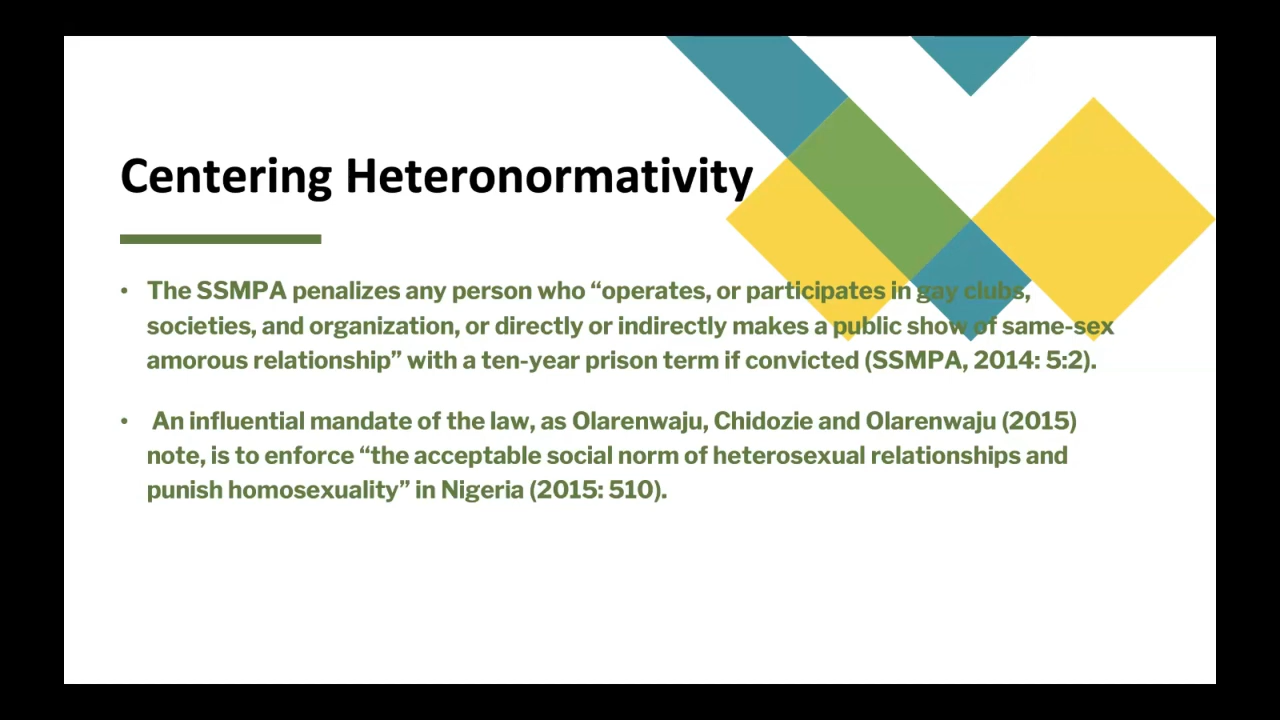 Centering Heteronormativity
• The SSMPA penalizes any person who “operates, or participates in gay clubs,
societies, and organization, or directly or indirectly makes a public show of same-sex
amorous relationship” with a ten-year prison term if convicted (SSMPA, 2014: 5:2).
• An influential mandate of the law, as Olarenwaju, Chidozie and Olarenwaju (2015)
note, is to enforce “the acceptable social norm of heterosexual relationships and
punish homosexuality” in Nigeria (2015: 510).